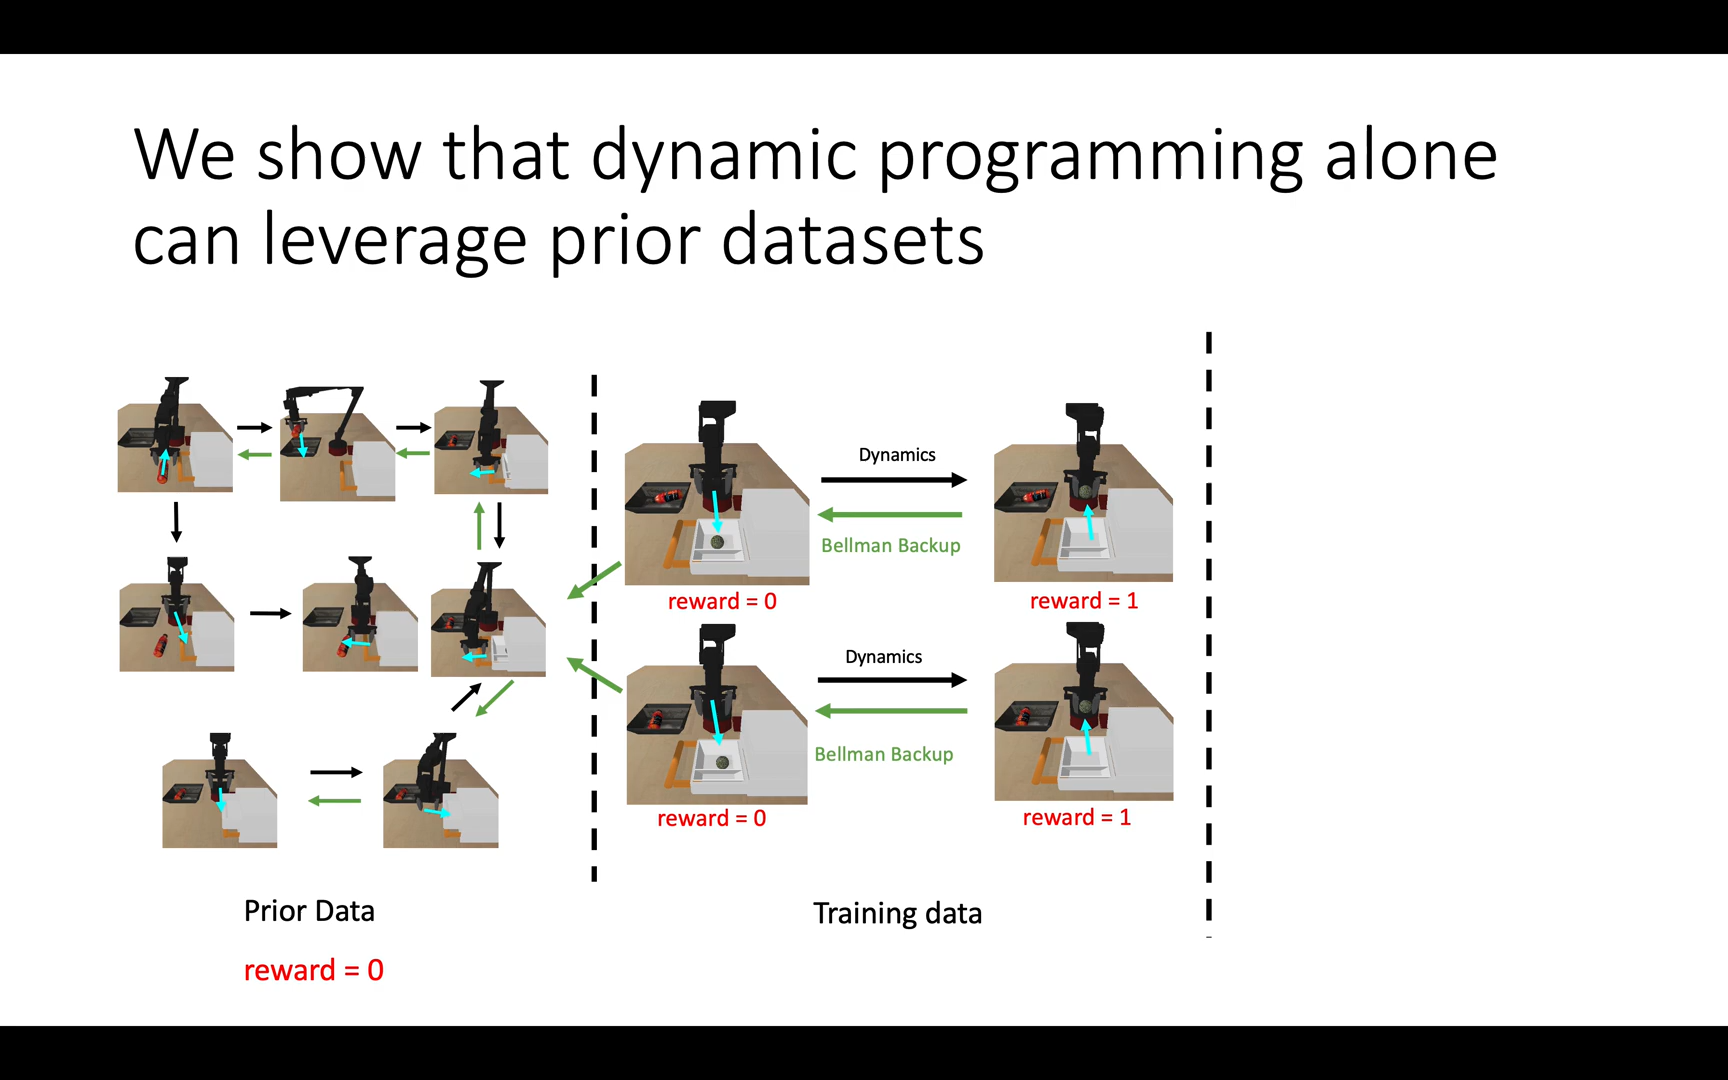 We show that dynamic programming alone
can leverage prior datasets
Dynamics
Bellman Backup
reward = 0
reward = 1
Dynamics
Bellman Backup
reward = 0
reward = 1
Prior Data
Training data
reward = 0